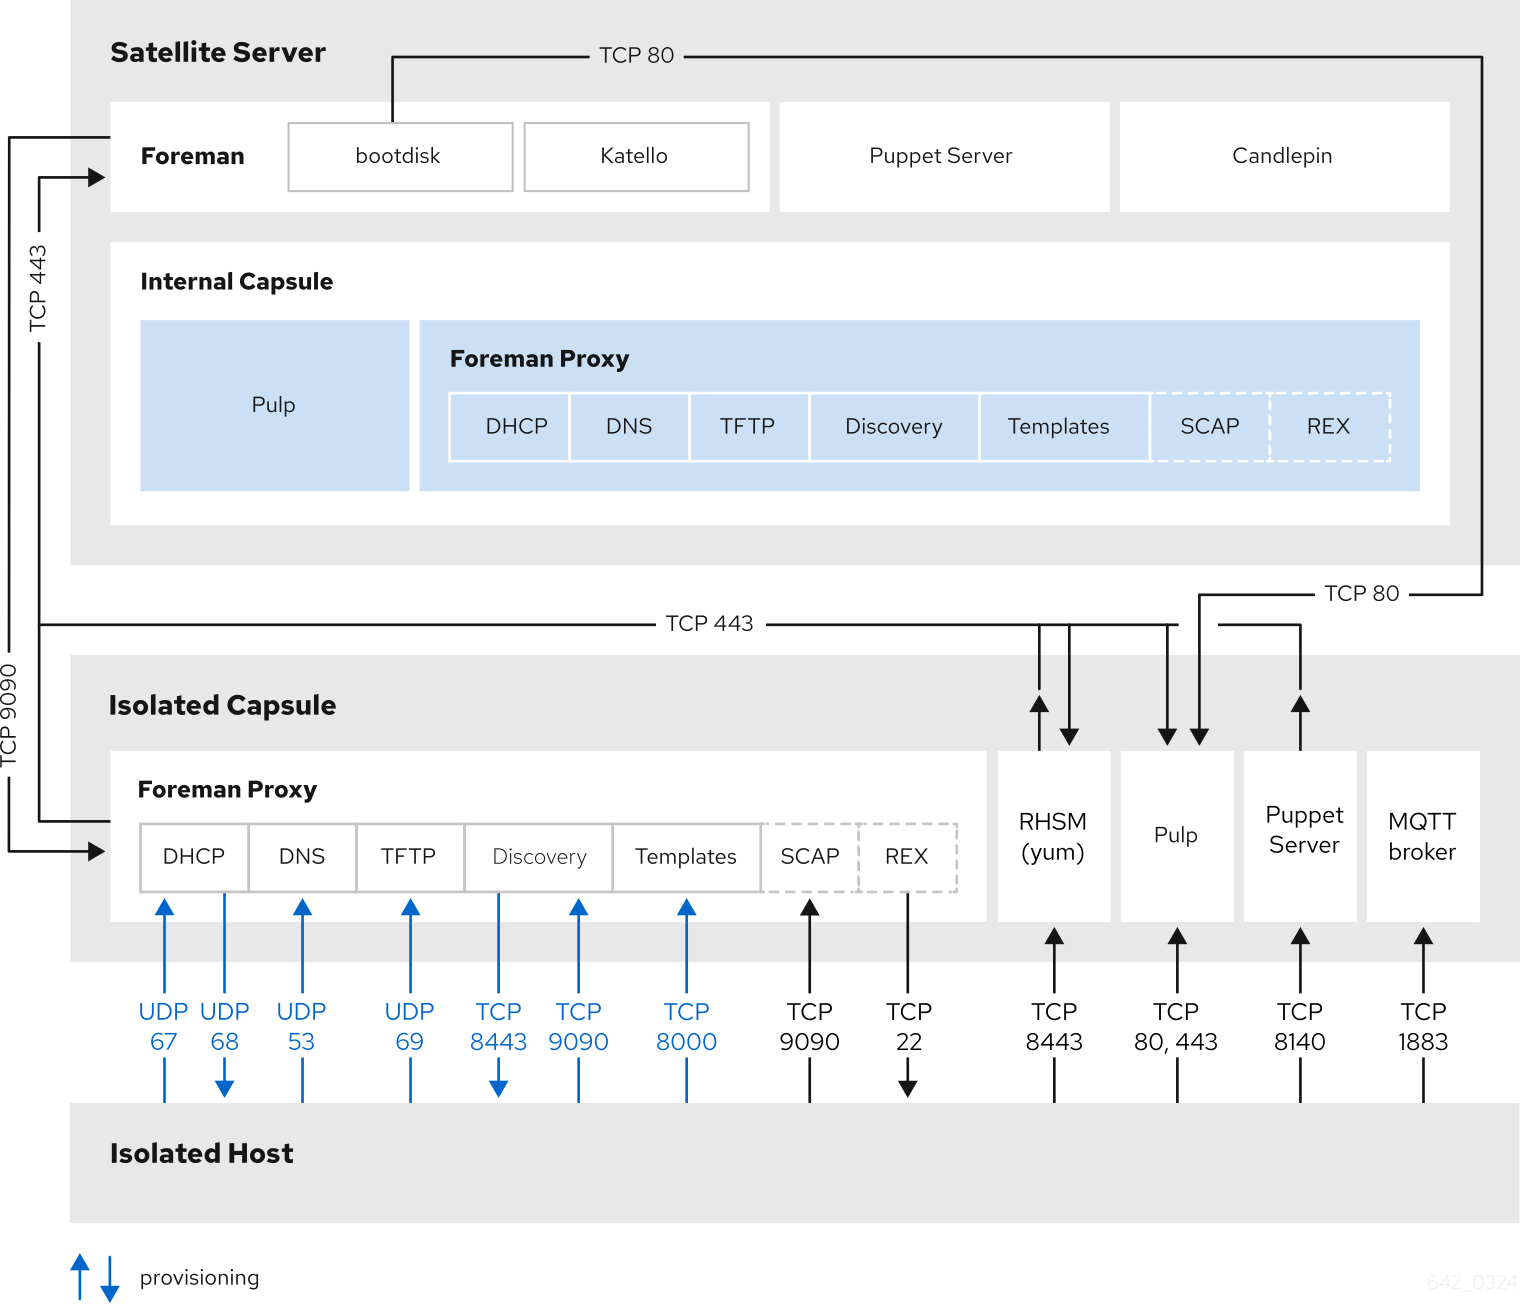 Satellite Server
TCP 80
Foreman
bootdisk
Katello
Puppet Server
Candlepin
TCP 443
Internal Capsule
Pulp
Foreman Proxy
DHCP
DNS
TFTP
Discovery
Templates
SCAP
REX
TCP 80
TCP 443
TCP 9090
Isolated Capsule
Foreman Proxy
DHCP
DNS
TFTP
Discovery
Templates
SCAP
REX
RHSM
(yum)
Pulp
Puppet
Server
MQTT
broker
UDP
67
UDP
68
UDP
53
UDP
69
TCP
8443
TCP
9090
TCP
8000
TCP
9090
TCP
22
TCP
8443
TCP
80, 443
TCP
8140
TCP
1883
Isolated Host
provisioning
642_0324